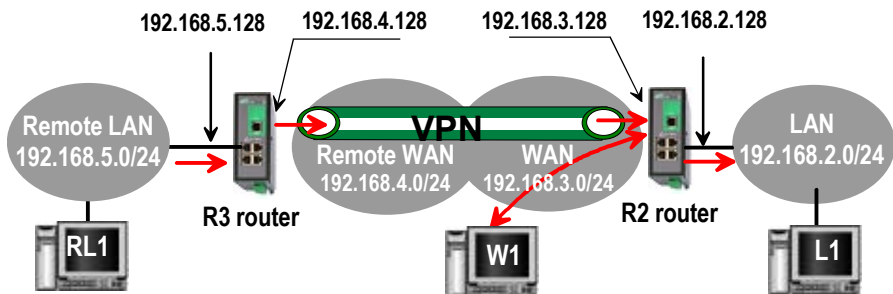 192.168.5.128
192.168.4.128
192.168.3.128
192.168.2.128
Remote LAN
192.168.5.0/24
VPN
Remote WAN
192.168.4.0/24
WAN
192.168.3.0/24
LAN
192.168.2.0/24
R3 router
R2 router
RL1
W1
L1